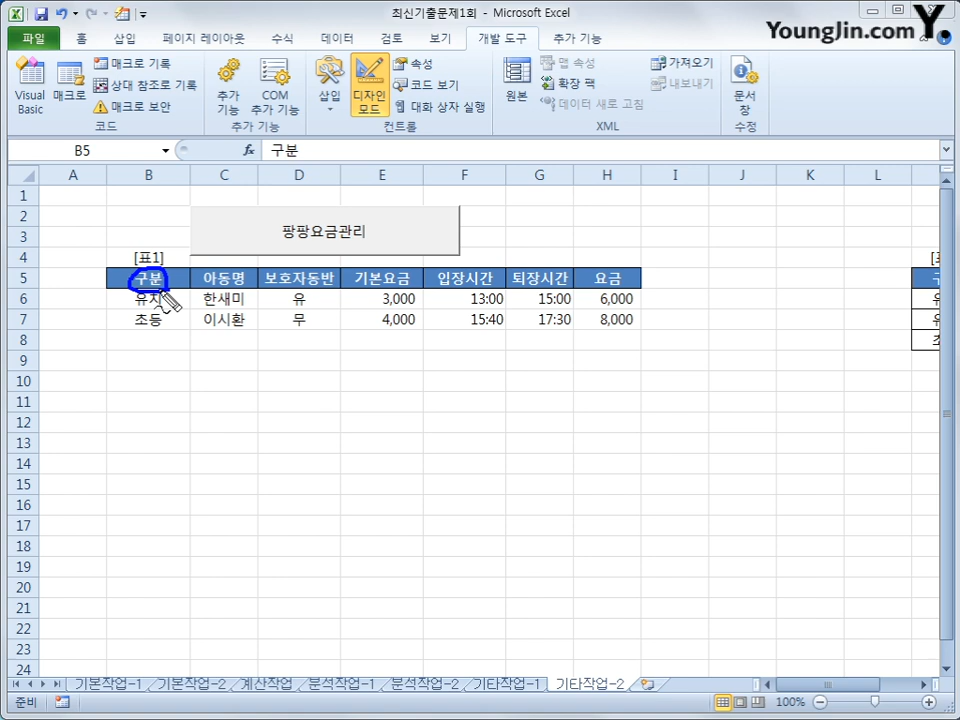 최신기출문제1회 - Microsoft Excel
YoungJin.com Y.
파일 홈 삽입 페이지 레이아웃 수식 데이터 검토 보기 개발 도구 추가 기능
Visual Basic 매크로 매크로 기록 상대 참조로 기록 매크로 보안 코드
추가 기능 COM 추가 기능 추가 기능
삽입 디자인 모드 속성 코드 보기 대화 상자 실행 컨트롤
원본 맵 속성 확장 팩 데이터 새로 고침 가져오기 내보내기 XML
문서 창 수정
B5 fx 구분
A B C D E F G H I J K L
1
2
3 팡팡요금관리
4 [표1]
5 구분 아동명 보호자동반 기본요금 입장시간 퇴장시간 요금
6 유치 한새미 유 3,000 13:00 15:00 6,000
7 초등 이시환 무 4,000 15:40 17:30 8,000
8
9
10
11
12
13
14
15
16
17
18
19
20
21
22
23
24
기본작업-1 기본작업-2 계산작업 분석작업-1 분석작업-2 기타작업-1 기타작업-2
준비 100%